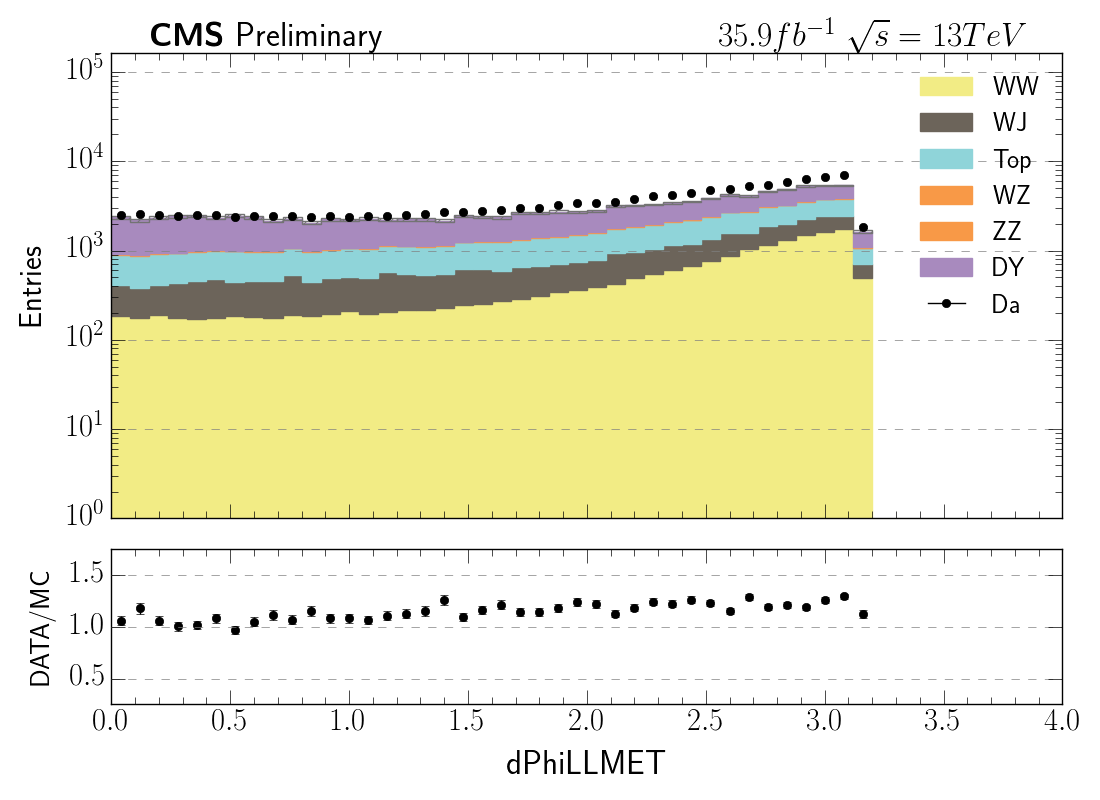 CMS Preliminary
35.9fb⁻¹ √s = 13TeV
Entries
10⁵
10⁴
10³
10²
10¹
10⁰
WW
WJ
Top
WZ
ZZ
DY
Da
DATA/MC
1.5
1.0
0.5
0.0 0.5 1.0 1.5 2.0 2.5 3.0 3.5 4.0
dPhiLLMET